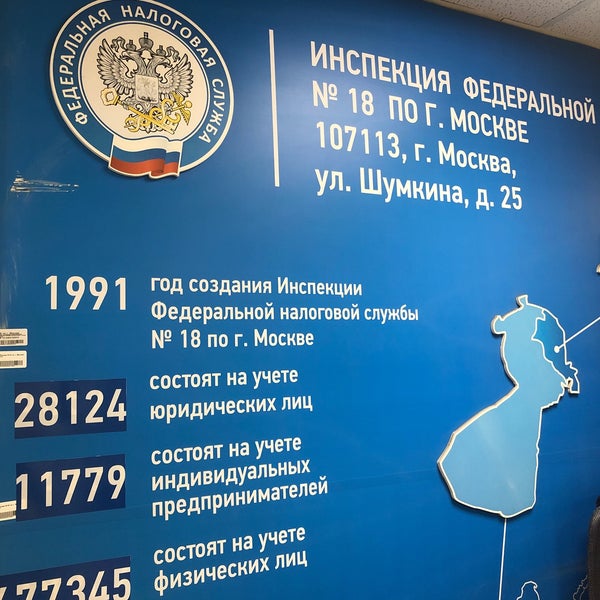 ФЕДЕРАЛЬНАЯ НАЛОГОВАЯ СЛУЖБА
ИНСПЕКЦИЯ ФЕДЕРАЛЬНОЙ
№ 18 ПО Г. МОСКВЕ
107113, г. Москва,
ул. Шумкина, д. 25
1991 год создания Инспекции
Федеральной налоговой службы
№ 18 по г. Москве
28124 состоят на учете
юридических лиц
11779 состоят на учете
индивидуальных
предпринимателей
677345 состоят на учете
физических лиц